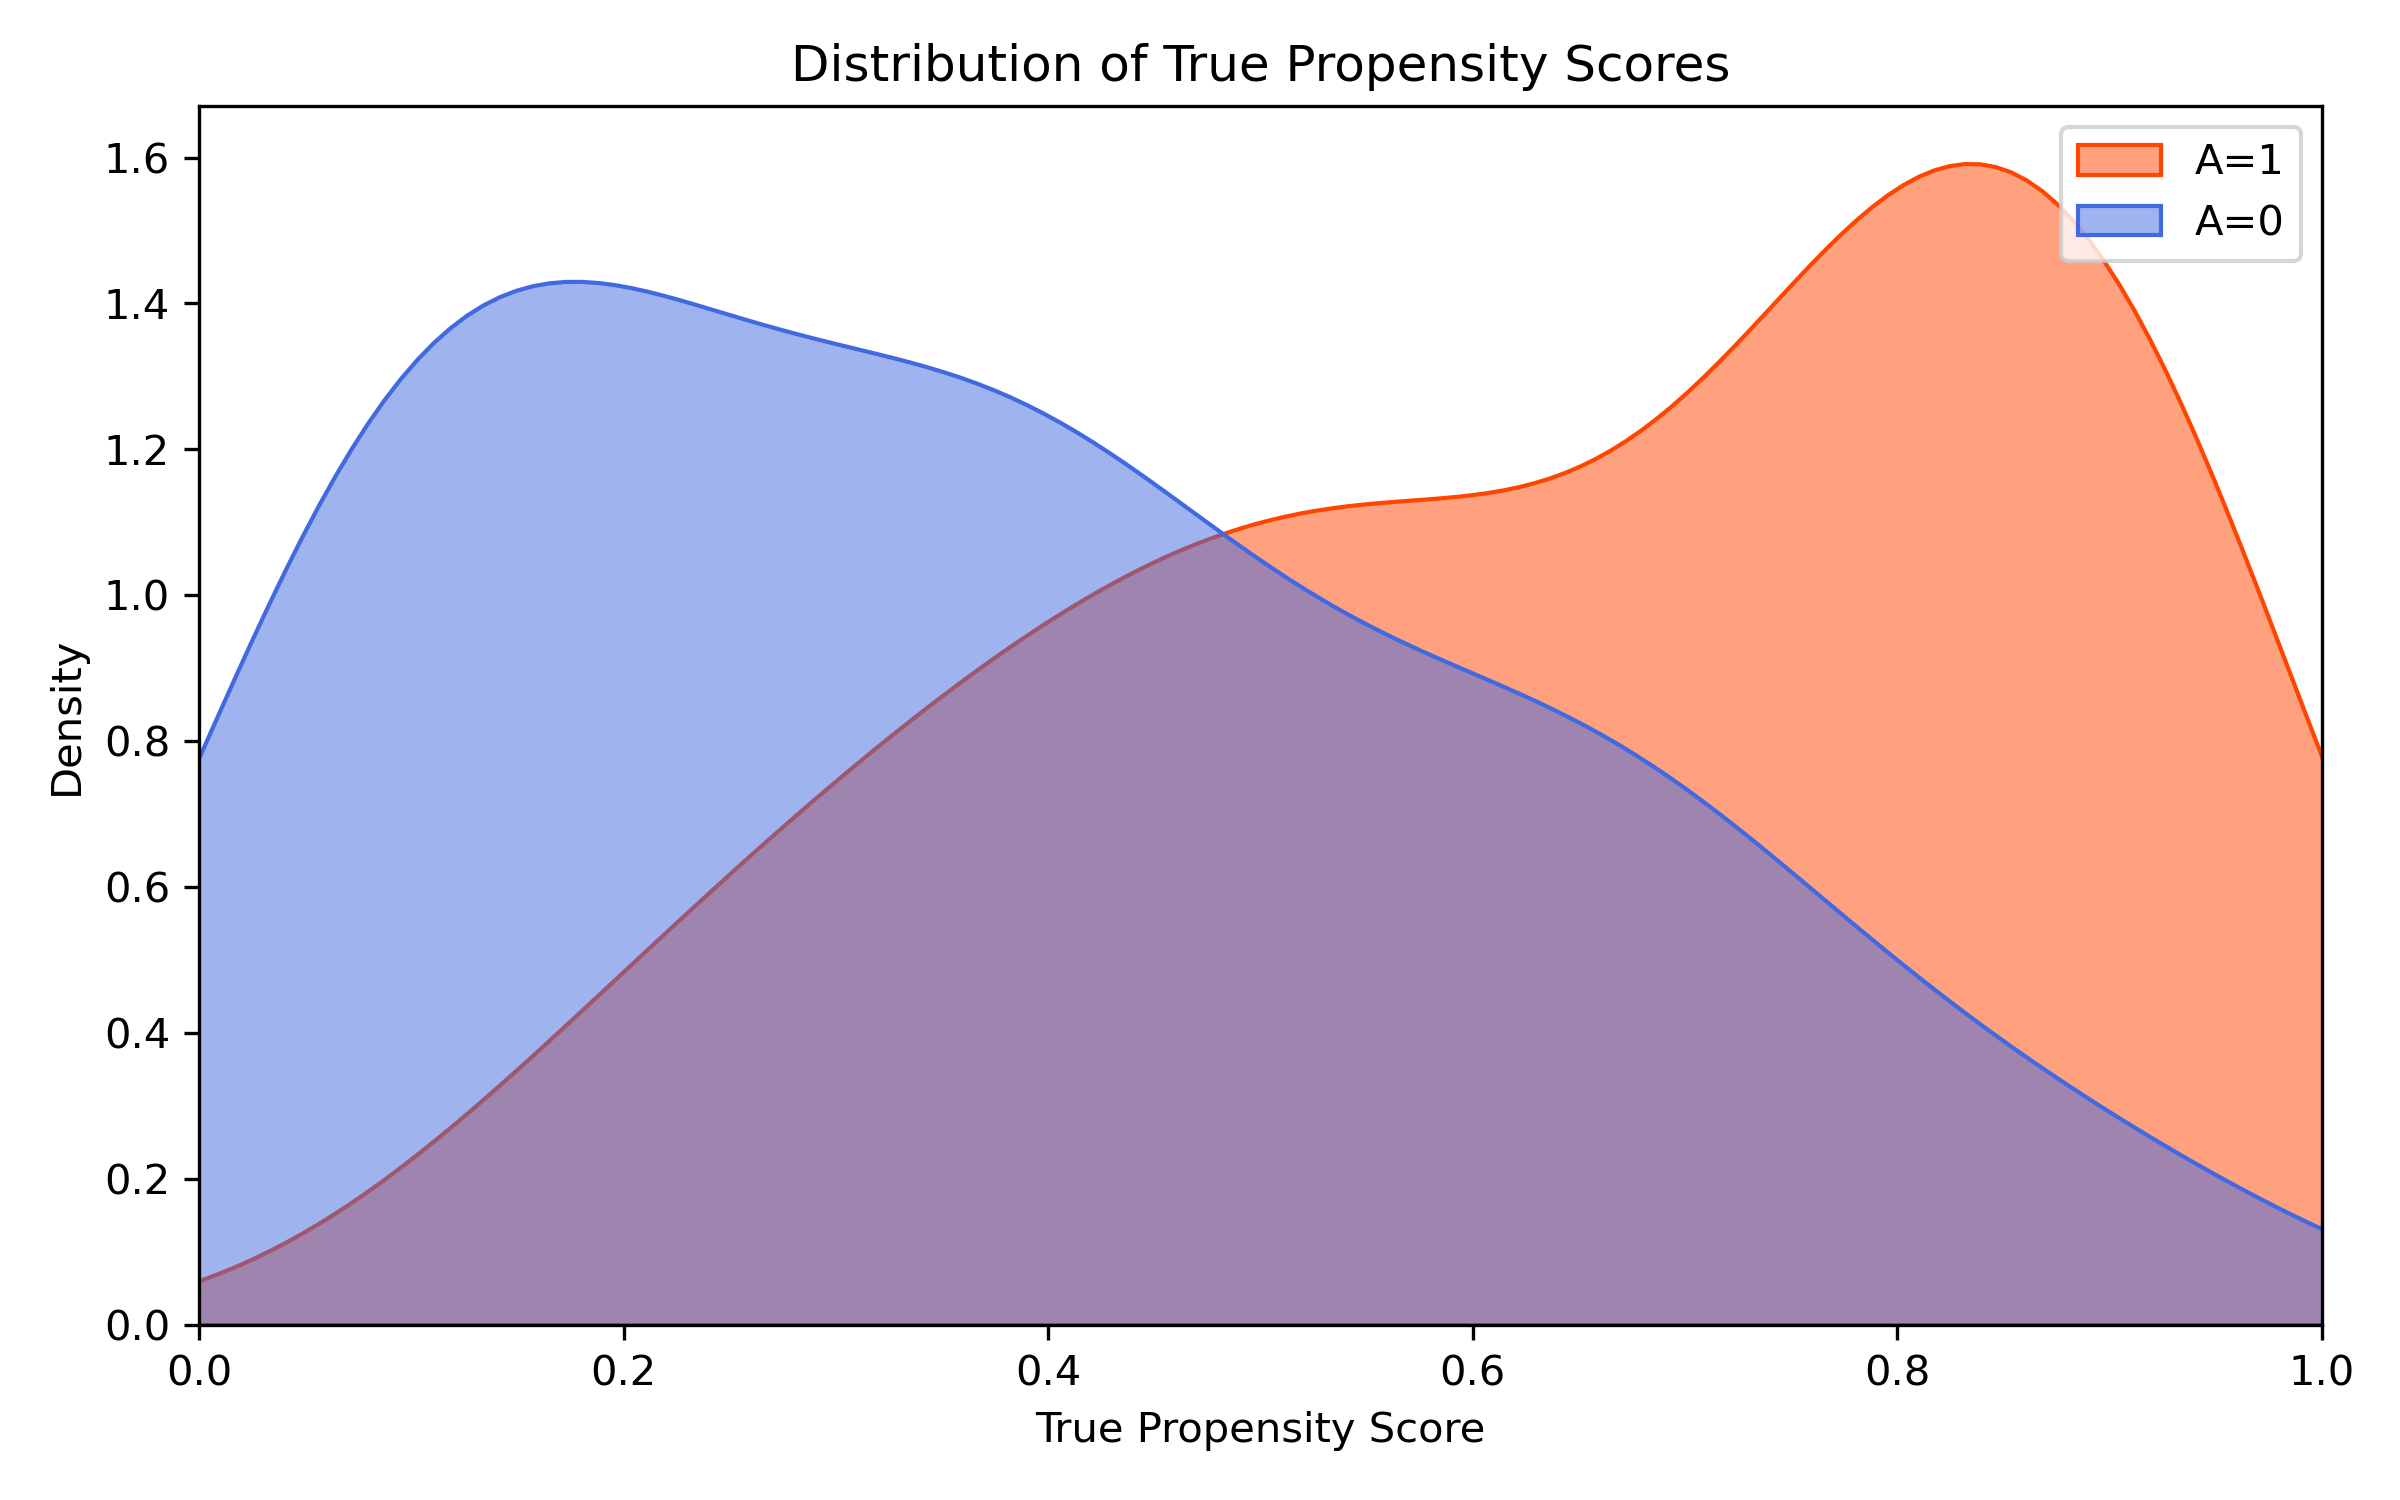 Distribution of True Propensity Scores
A=1
A=0
1.6
1.4
1.2
1.0
0.8
0.6
0.4
0.2
0.0
Density
0.0 0.2 0.4 0.6 0.8 1.0
True Propensity Score